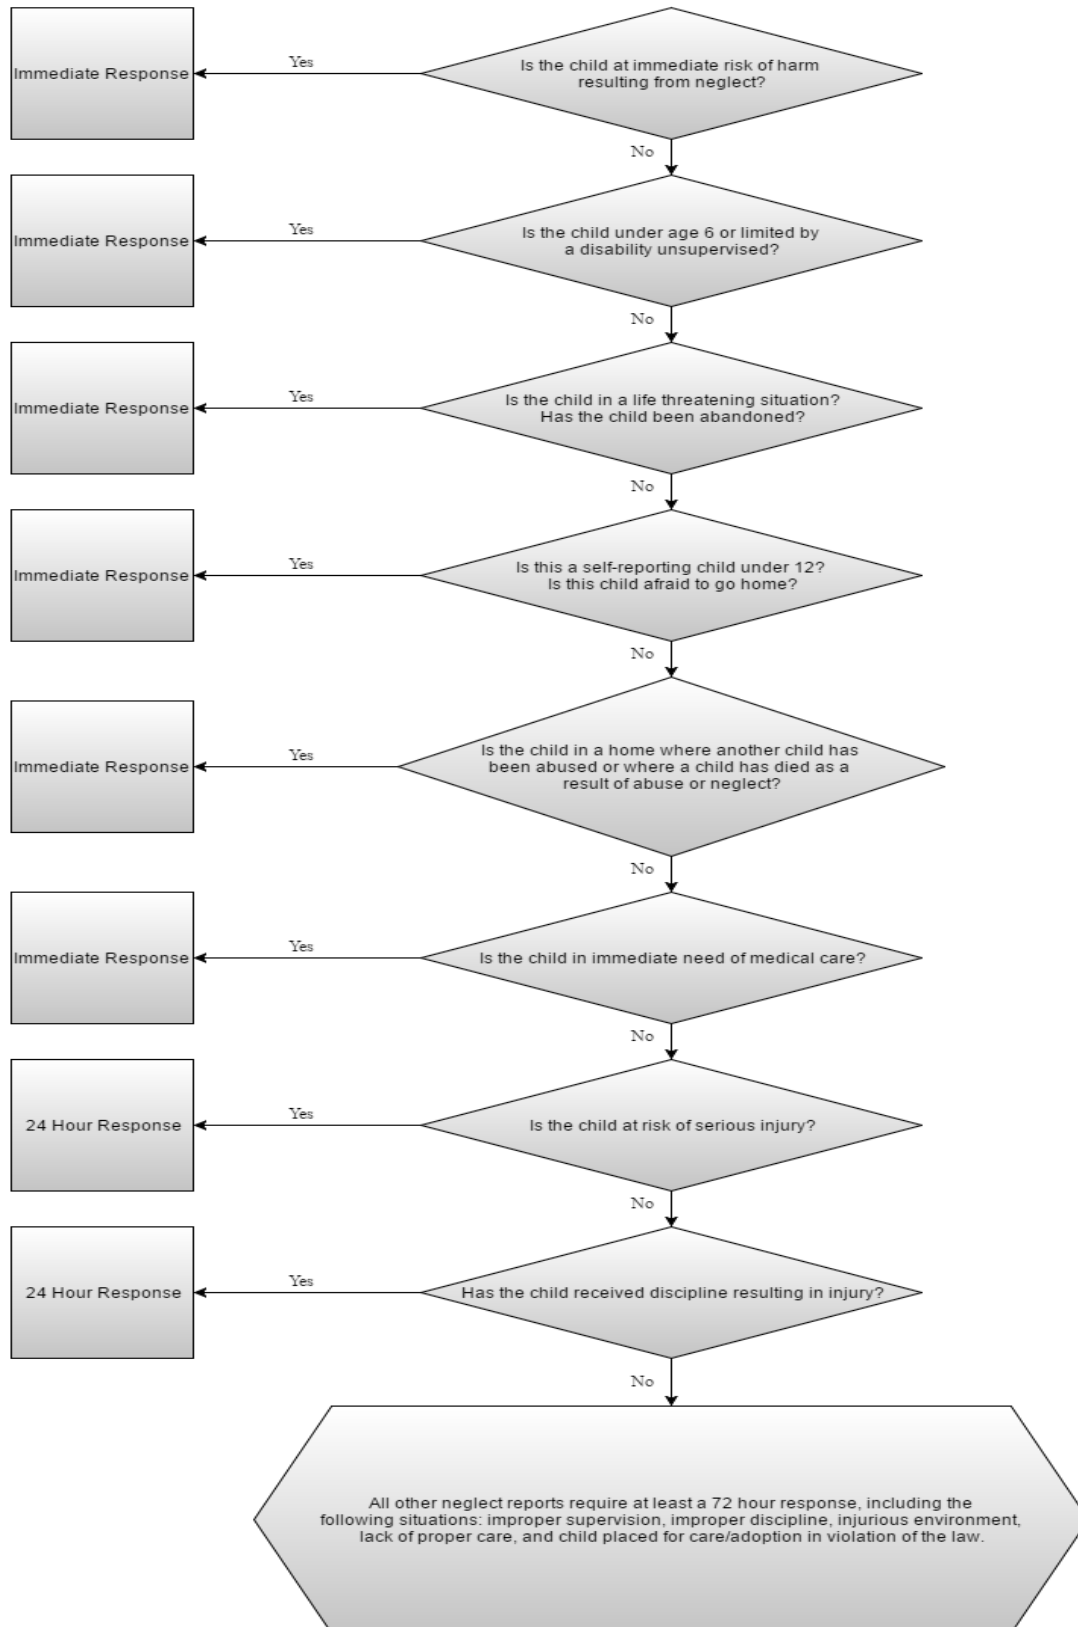 Immediate Response
Yes
Is the child at immediate risk of harm
resulting from neglect?
No
Immediate Response
Yes
Is the child under age 6 or limited by
a disability unsupervised?
No
Immediate Response
Yes
Is the child in a life threatening situation?
Has the child been abandoned?
No
Immediate Response
Yes
Is this a self-reporting child under 12?
Is this child afraid to go home?
No
Immediate Response
Yes
Is the child in a home where another child has
been abused or where a child has died as a
result of abuse or neglect?
No
Immediate Response
Yes
Is the child in immediate need of medical care?
No
24 Hour Response
Yes
Is the child at risk of serious injury?
No
24 Hour Response
Yes
Has the child received discipline resulting in injury?
No
All other neglect reports require at least a 72 hour response, including the
following situations: improper supervision, improper discipline, injurious environment,
lack of proper care, and child placed for care/adoption in violation of the law.